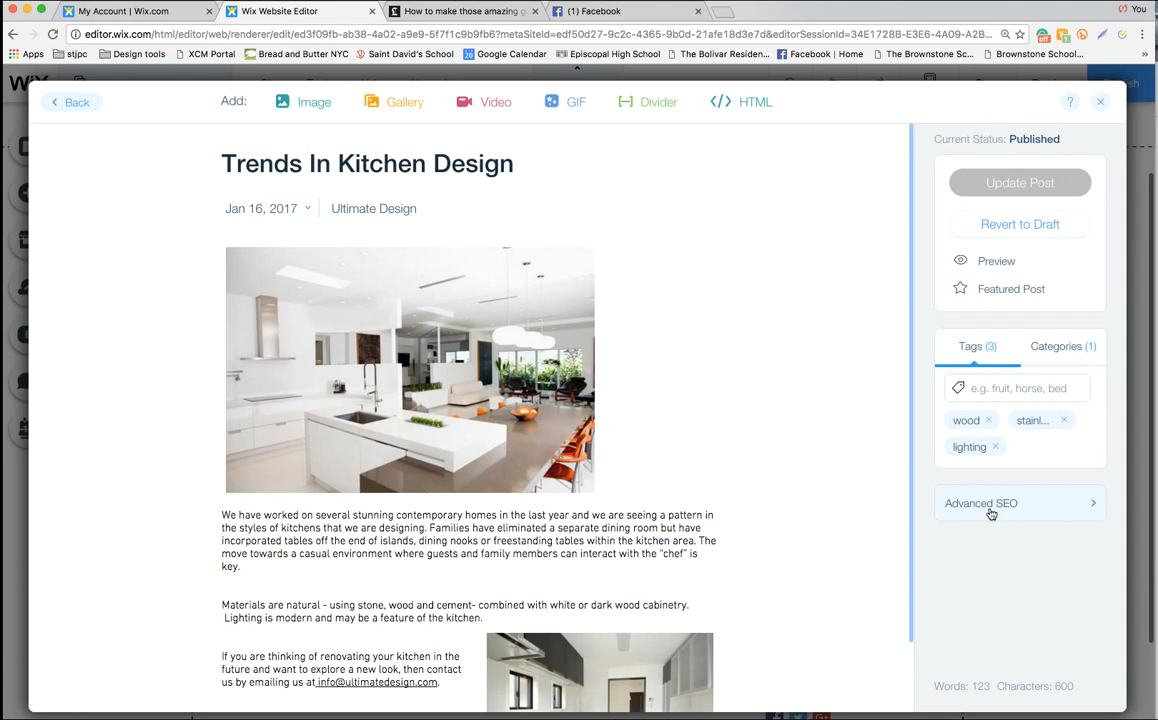 My Account | Wix.com
Wix Website Editor
How to make those amazing g
(1) Facebook
You
editor.wix.com/html/editor/web/renderer/edit/ed3f09fb-ab38-4a02-a9e9-5f7f1c9b9fb6?metaSiteId=edf50d27-9c2c-4365-9b0d-21afe18d3e7d&editorSessionId=34E1728B-E3E6-4A09-A2B...
Apps stjpc Design tools XCM Portal Bread and Butter NYC Saint David's School Google Calendar Episcopal High School The Bolivar Residen... Facebook | Home The Brownstone Sc... Brownstone School... »
Back
Add: Image Gallery Video GIF Divider HTML
?
Trends In Kitchen Design
Jan 16, 2017 Ultimate Design
We have worked on several stunning contemporary homes in the last year and we are seeing a pattern in
the styles of kitchens that we are designing. Families have eliminated a separate dining room but have
incorporated tables off the end of islands, dining nooks or freestanding tables within the kitchen area. The
move towards a casual environment where guests and family members can interact with the "chef" is
key.
Materials are natural - using stone, wood and cement- combined with white or dark wood cabinetry.
Lighting is modern and may be a feature of the kitchen.
If you are thinking of renovating your kitchen in the
future and want to explore a new look, then contact
us by emailing us at info@ultimatedesign.com.
Current Status: Published
Update Post
Revert to Draft
Preview
Featured Post
Tags (3) Categories (1)
e.g. fruit, horse, bed
wood × stainl... ×
lighting ×
Advanced SEO
Words: 123 Characters: 600